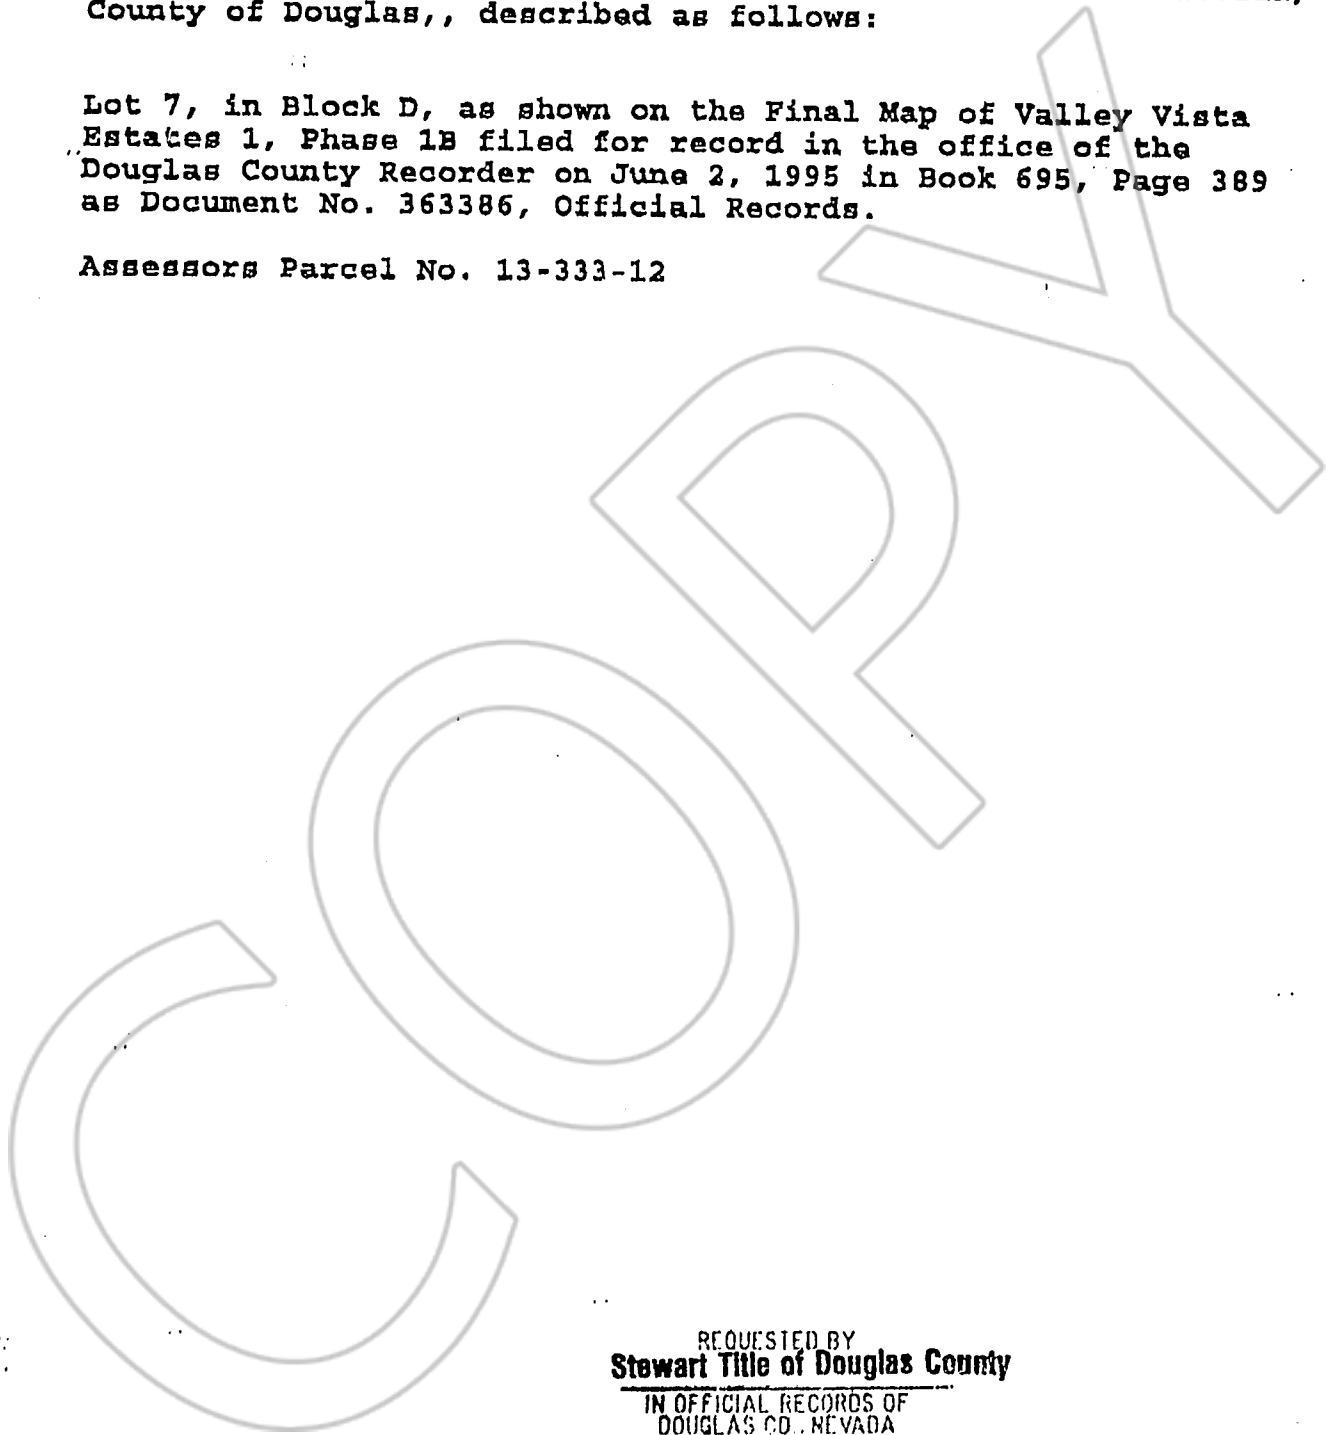 County of Douglas,, described as follows:
Lot 7, in Block D, as shown on the Final Map of Valley Vista
Estates 1, Phase 1B filed for record in the office of the
Douglas County Recorder on June 2, 1995 in Book 695, Page 389
as Document No. 363386, Official Records.
Assessors Parcel No. 13-333-12
COPY
REQUESTED BY
Stewart Title of Douglas County
IN OFFICIAL RECORDS OF
DOUGLAS CO., NEVADA